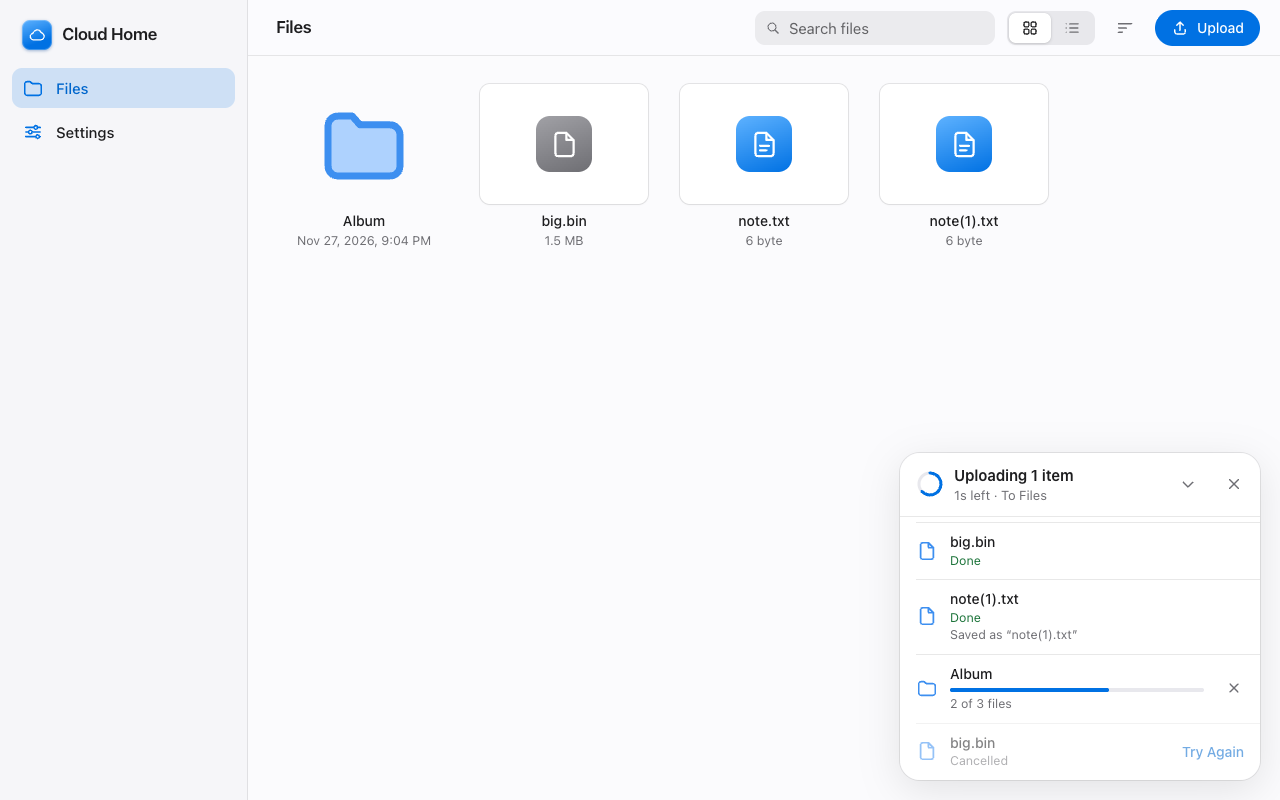 Cloud Home
Files
Settings
Files
Search files
Upload
Album
Nov 27, 2026, 9:04 PM
big.bin
1.5 MB
note.txt
6 byte
note(1).txt
6 byte
Uploading 1 item
1s left · To Files
big.bin
Done
note(1).txt
Done
Saved as “note(1).txt”
Album
2 of 3 files
big.bin
Cancelled
Try Again